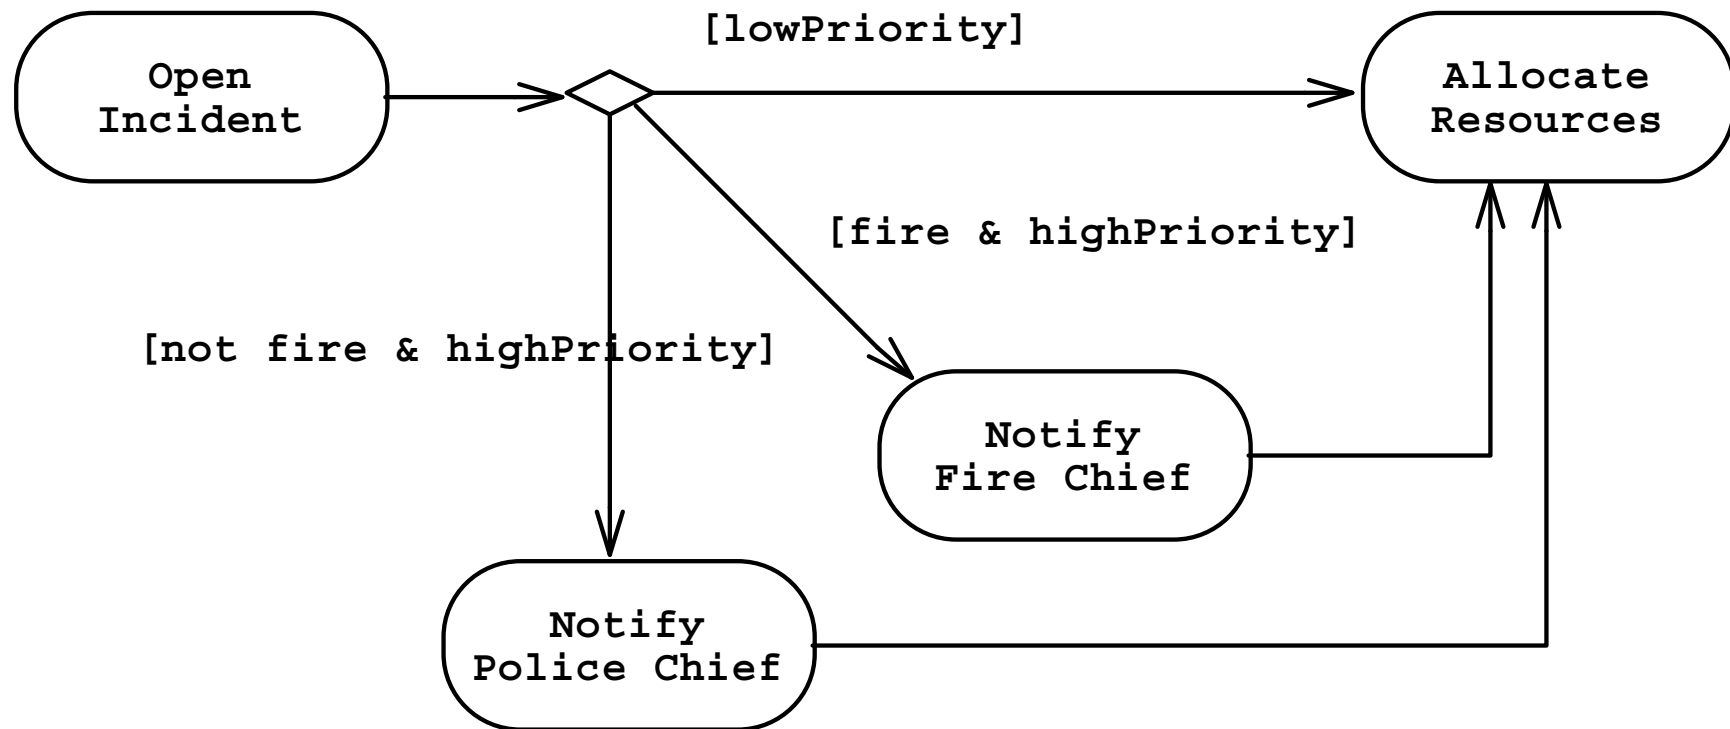 [lowPriority]
Open
Incident
Allocate
Resources
[fire & highPriority]
[not fire & highPriority]
Notify
Fire Chief
Notify
Police Chief